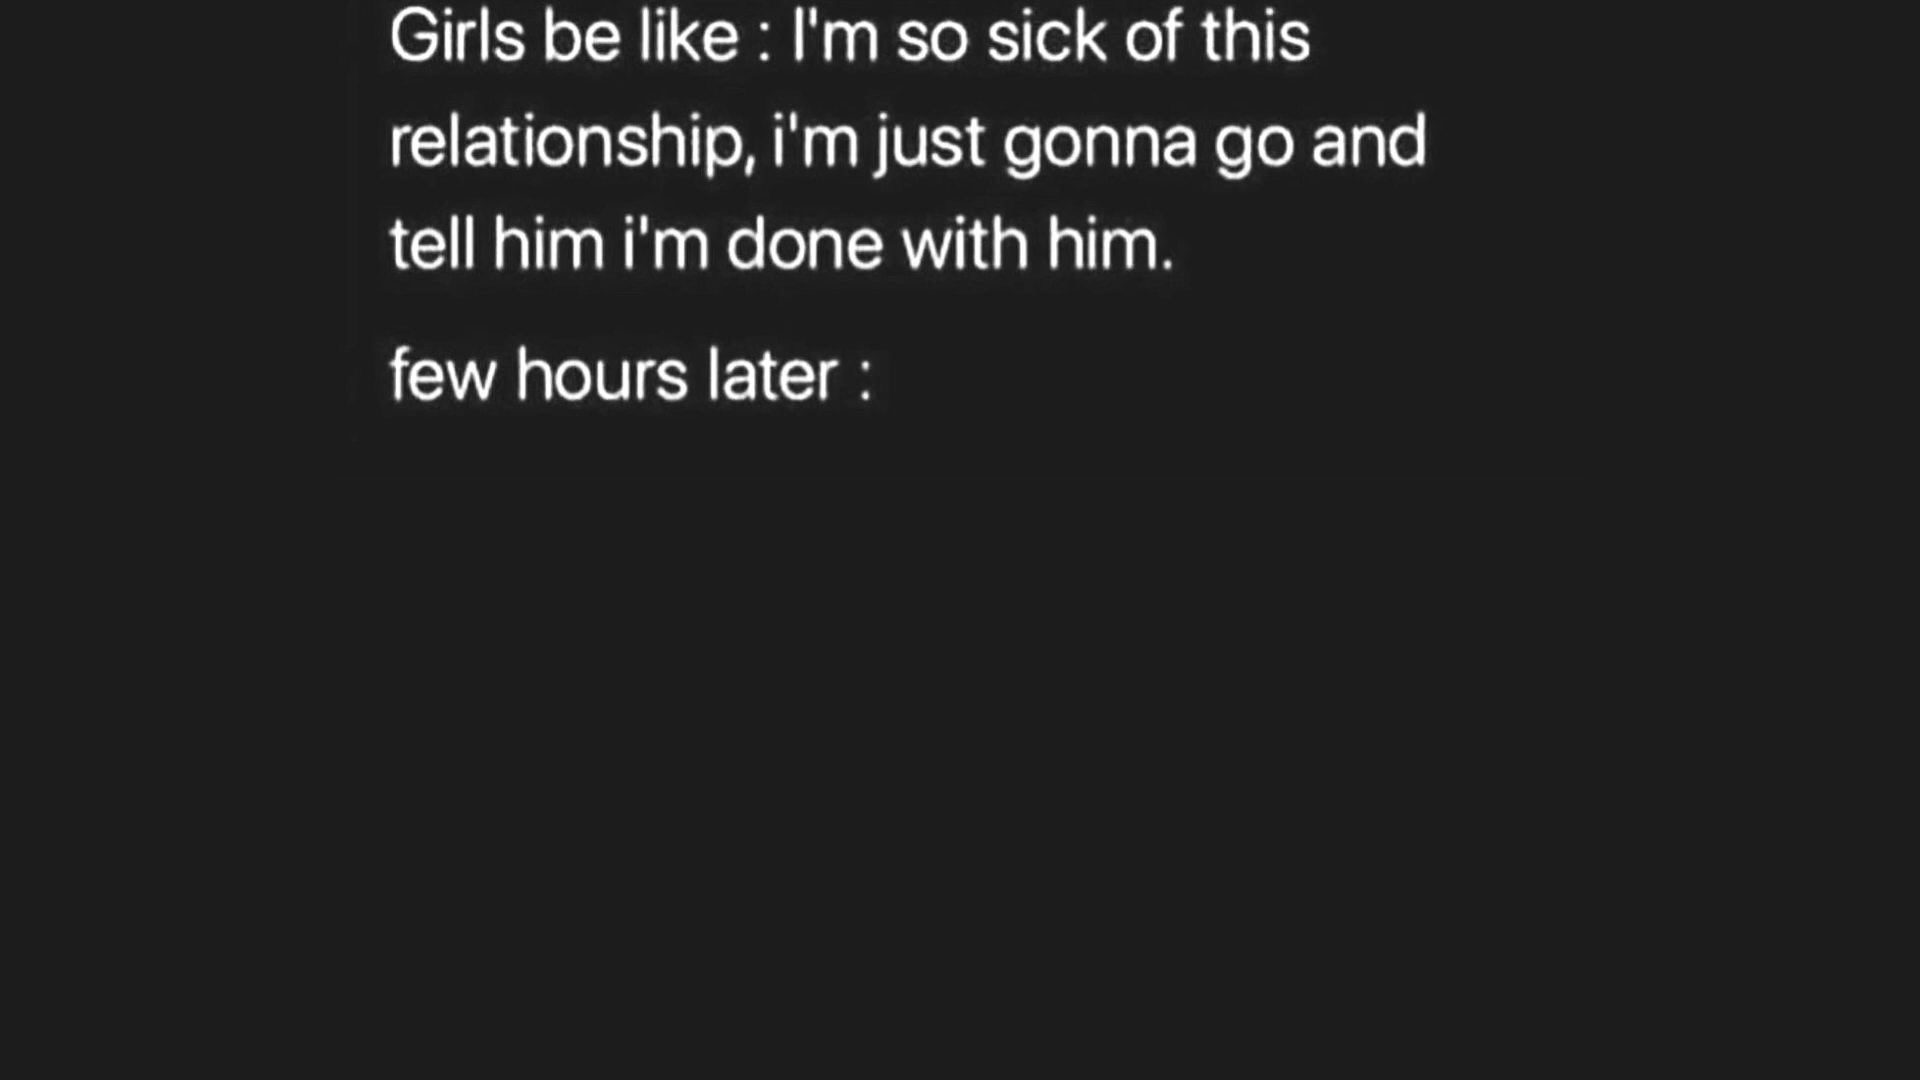 Girls be like : I'm so sick of this
relationship, i'm just gonna go and
tell him i'm done with him.
few hours later :